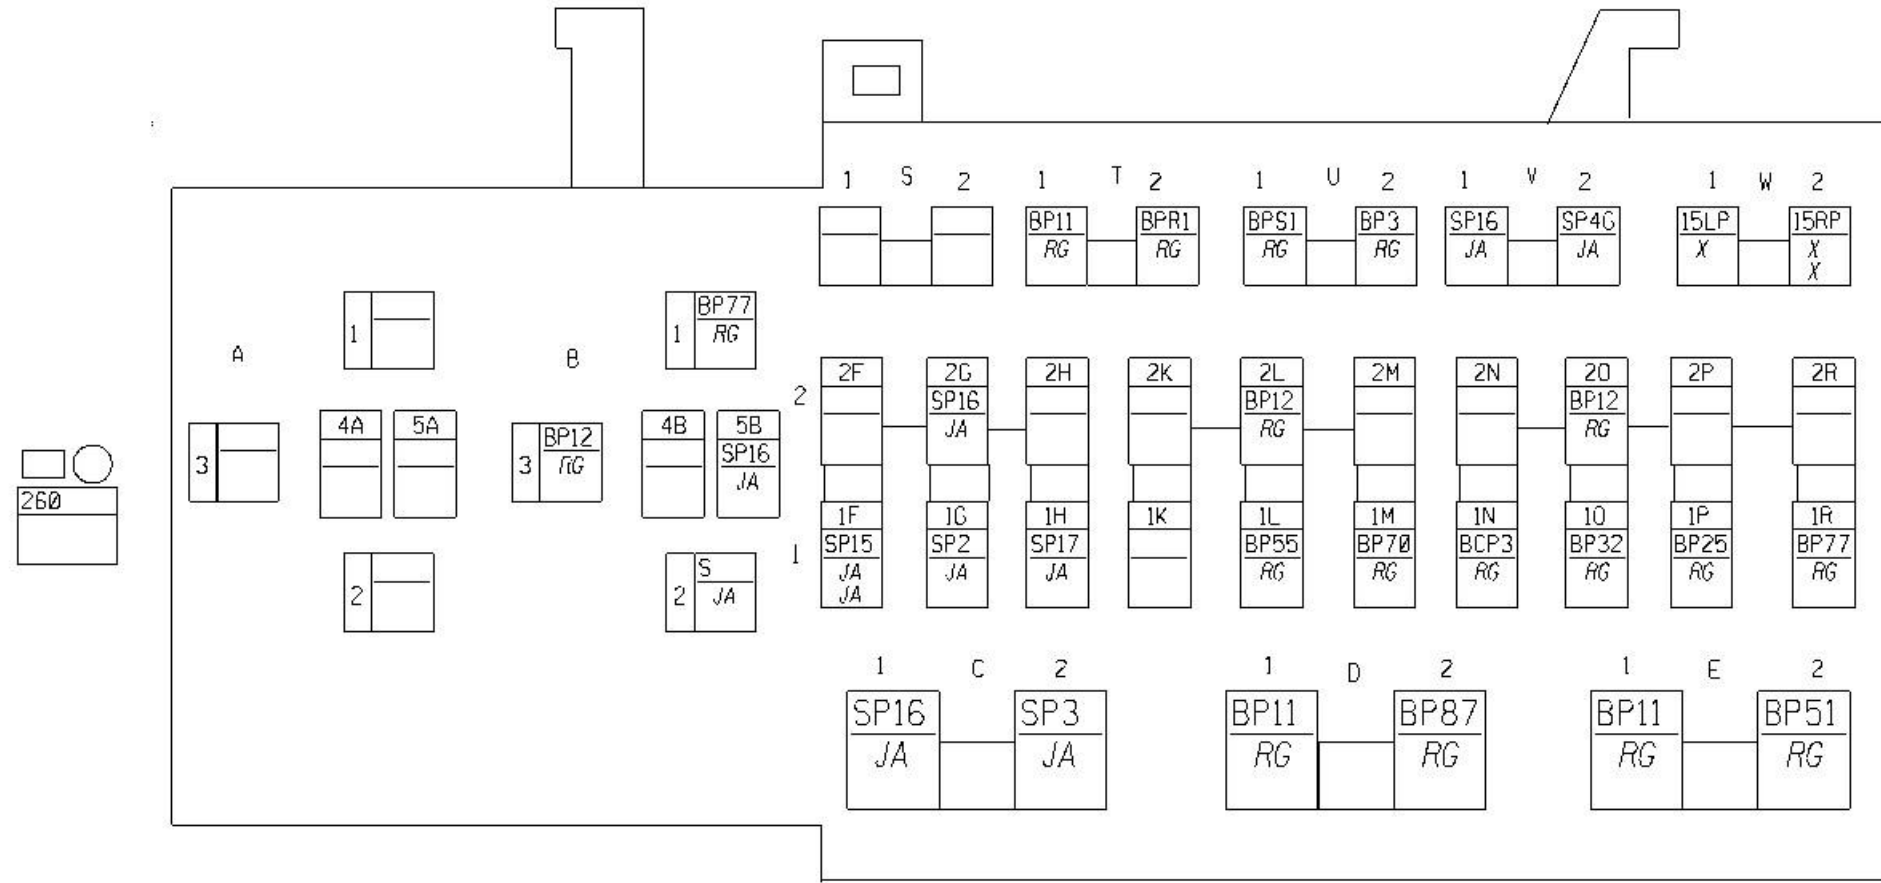 1 S 2 1 T 2 1 U 2 1 V 2 1 W 2
BP11 BPR1 BPS1 BP3 SP16 SP4G 15LP 15RP
RG RG RG RG JA JA X X
X
1 BP77
RG
A B
2 2F 2G 2H 2K 2L 2M 2N 2O 2P 2R
SP16 BP12 BP12
JA RG RG
4A 5A 4B 5B
3 3 BP12 SP16
RG JA
260
1F 1G 1H 1K 1L 1M 1N 1O 1P 1R
1 SP15 SP2 SP17 BP55 BP70 BCP3 BP32 BP25 BP77
JA JA JA RG RG RG RG RG RG
JA
2 2 S
JA
1 C 2 1 D 2 1 E 2
SP16 SP3 BP11 BP87 BP11 BP51
JA JA RG RG RG RG